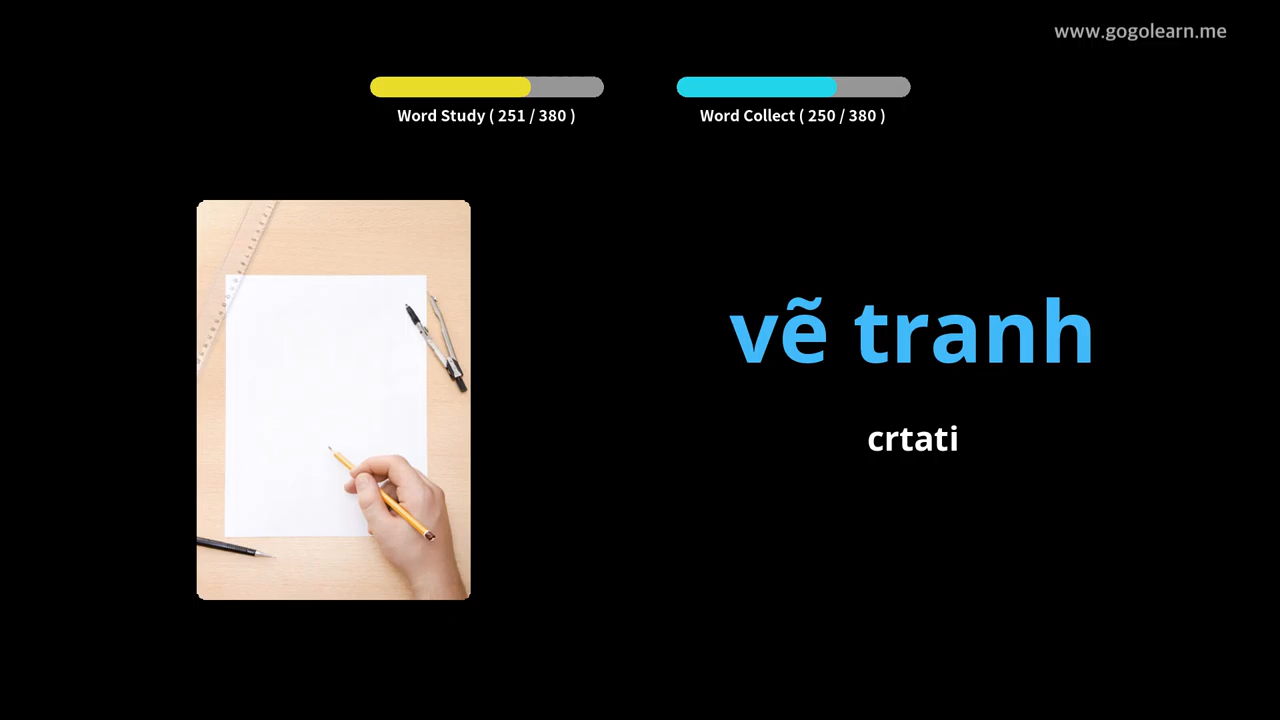 www.gogolearn.me
Word Study ( 251 / 380 )
Word Collect ( 250 / 380 )
vẽ tranh
crtati